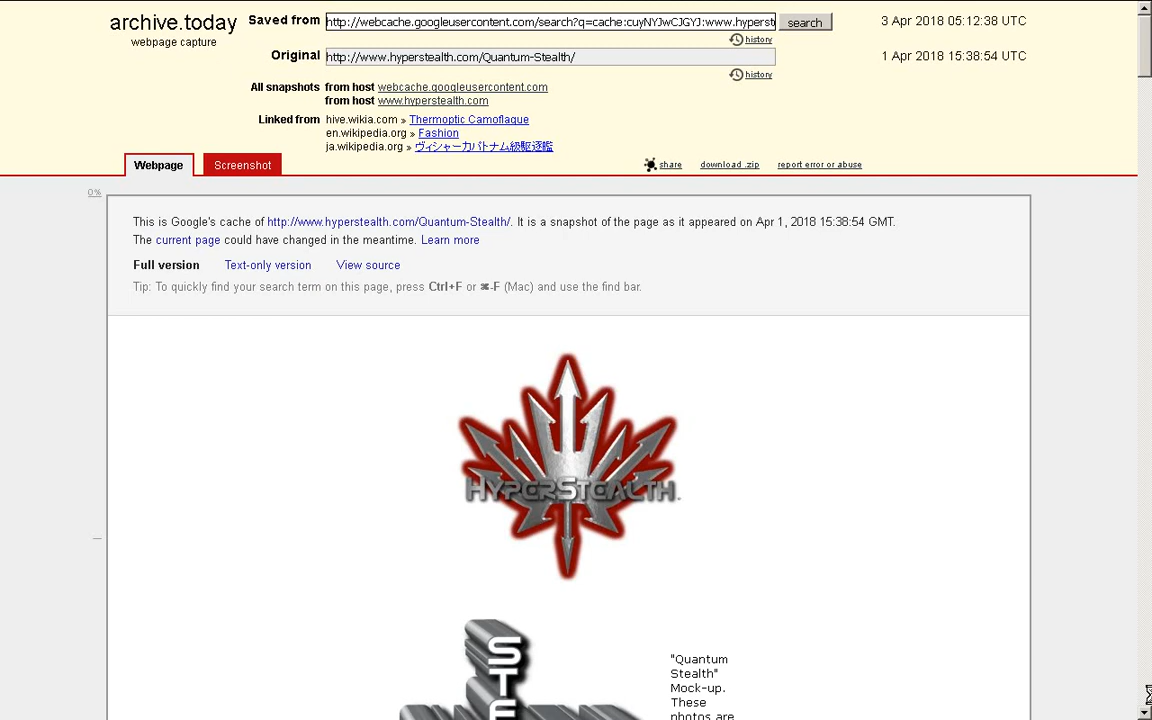 archive.today
webpage capture
Saved from http://webcache.googleusercontent.com/search?q=cache:cuyNYJwCJGYJ:www.hyperst search 3 Apr 2018 05:12:38 UTC
history
Original http://www.hyperstealth.com/Quantum-Stealth/ 1 Apr 2018 15:38:54 UTC
history
All snapshots from host webcache.googleusercontent.com
from host www.hyperstealth.com
Linked from hive.wikia.com » Thermoptic Camoflaque
en.wikipedia.org » Fashion
ja.wikipedia.org » ヴィシャーカパトナム級駆逐艦
Webpage Screenshot share download .zip report error or abuse
0%
This is Google's cache of http://www.hyperstealth.com/Quantum-Stealth/. It is a snapshot of the page as it appeared on Apr 1, 2018 15:38:54 GMT.
The current page could have changed in the meantime. Learn more
Full version Text-only version View source
Tip: To quickly find your search term on this page, press Ctrl+F or ⌘-F (Mac) and use the find bar.
HYPERSTEALTH
STE
"Quantum
Stealth"
Mock-up.
These
photos are